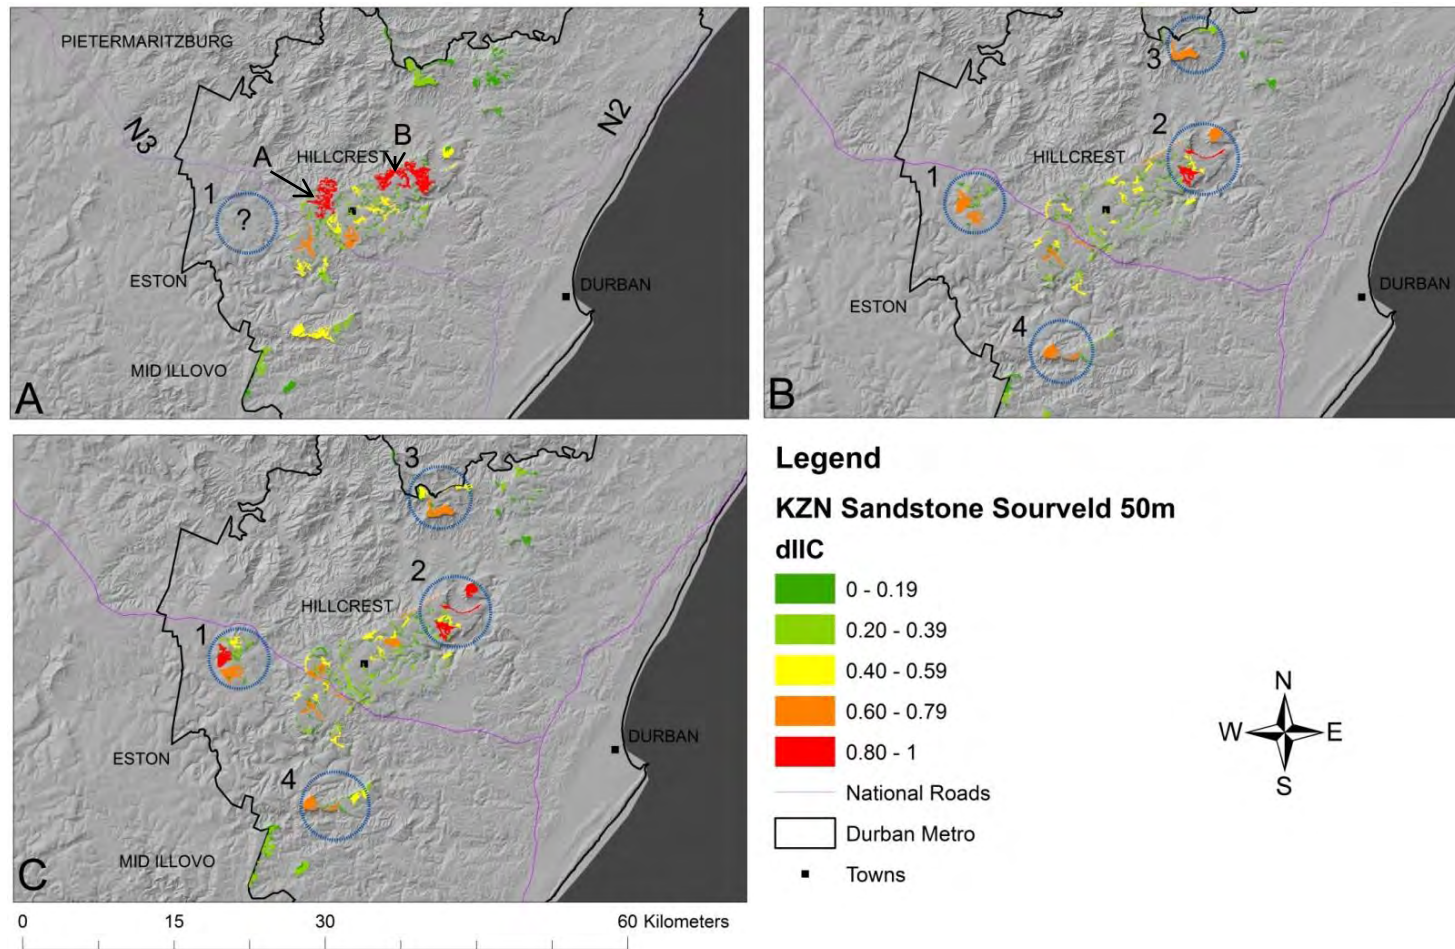 PIETERMARITZBURG
N3
N2
A
B
HILLCREST
1
?
ESTON
DURBAN
MID ILLOVO
A
3
2
HILLCREST
1
ESTON
DURBAN
4
B
3
2
HILLCREST
1
ESTON
DURBAN
4
MID ILLOVO
C
0 15 30 60 Kilometers
Legend
KZN Sandstone Sourveld 50m
dIIC
0 - 0.19
0.20 - 0.39
0.40 - 0.59
0.60 - 0.79
0.80 - 1
National Roads
Durban Metro
Towns
N
W E
S